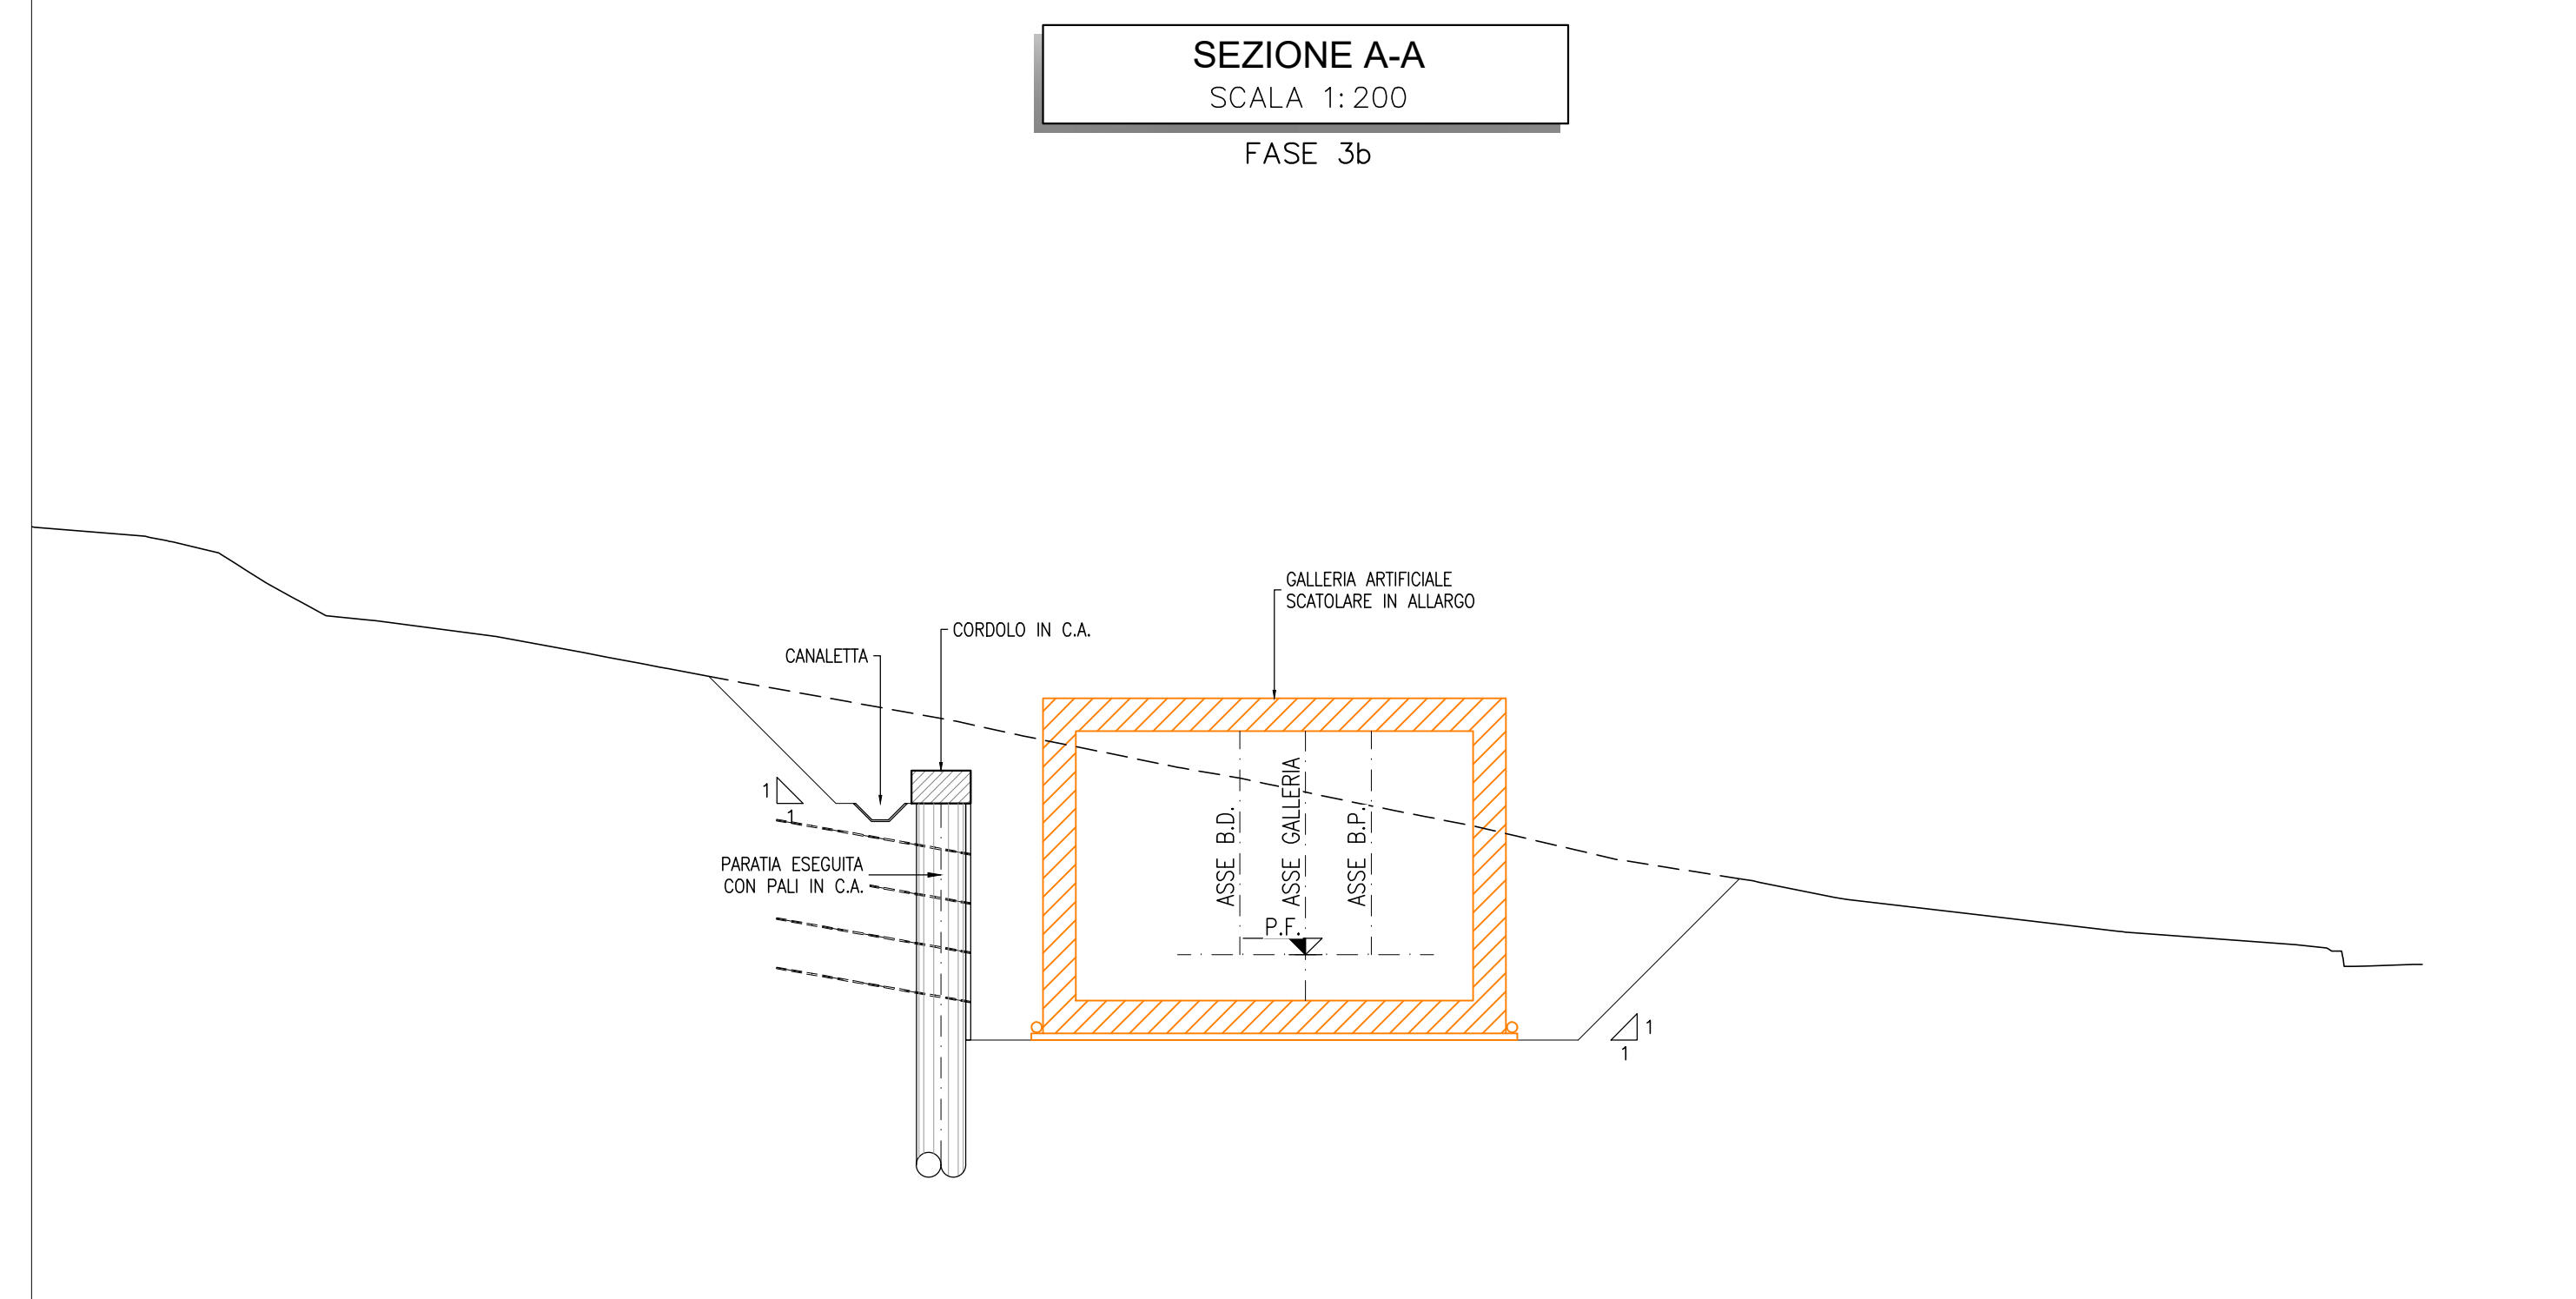 SEZIONE A-A
SCALA 1:200
FASE 3b
GALLERIA ARTIFICIALE
SCATOLARE IN ALLARGO
CORDOLO IN C.A.
CANALETTA
1
1
PARATIA ESEGUITA
CON PALI IN C.A.
ASSE B.D.
ASSE GALLERIA
ASSE B.P.
P.F.
1
1